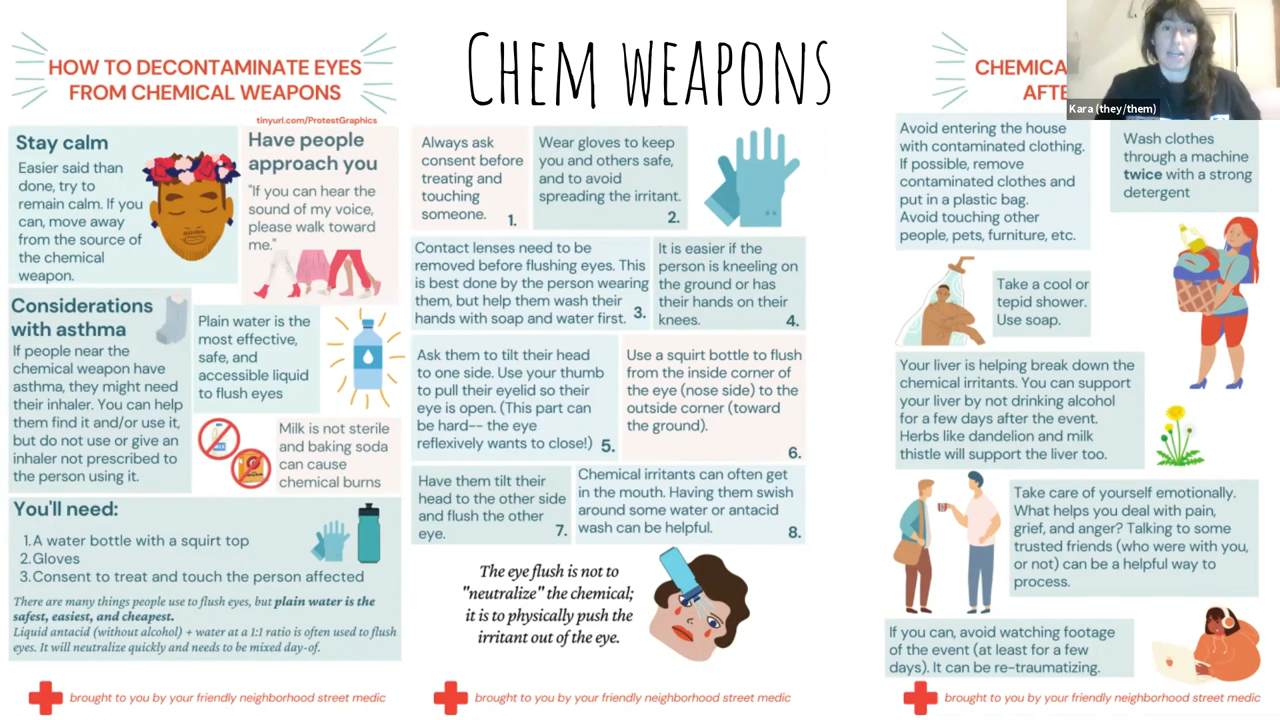 CHEM WEAPONS
HOW TO DECONTAMINATE EYES
FROM CHEMICAL WEAPONS
tinyurl.com/ProtestGraphics
Stay calm
Easier said than
done, try to
remain calm. If you
can, move away
from the source of
the chemical
weapon.
Have people
approach you
"If you can hear the
sound of my voice,
please walk toward
me."
Considerations
with asthma
If people near the
chemical weapon have
asthma, they might need
their inhaler. You can help
them find it and/or use it,
but do not use or give an
inhaler not prescribed to
the person using it.
Plain water is the
most effective,
safe, and
accessible liquid
to flush eyes
Milk is not sterile
and baking soda
can cause
chemical burns
You'll need:
1. A water bottle with a squirt top
2. Gloves
3. Consent to treat and touch the person affected
There are many things people use to flush eyes, but plain water is the
safest, easiest, and cheapest.
Liquid antacid (without alcohol) + water at a 1:1 ratio is often used to flush
eyes. It will neutralize quickly and needs to be mixed day-of.
brought to you by your friendly neighborhood street medic
Always ask
consent before
treating and
touching
someone. 1.
Wear gloves to keep
you and others safe,
and to avoid
spreading the irritant.
2.
Contact lenses need to be
removed before flushing eyes. This
is best done by the person wearing
them, but help them wash their
hands with soap and water first. 3.
It is easier if the
person is kneeling on
the ground or has
their hands on their
knees. 4.
Ask them to tilt their head
to one side. Use your thumb
to pull their eyelid so their
eye is open. (This part can
be hard-- the eye
reflexively wants to close!) 5.
Use a squirt bottle to flush
from the inside corner of
the eye (nose side) to the
outside corner (toward
the ground).
6.
Have them tilt their
head to the other side
and flush the other
eye. 7.
Chemical irritants can often get
in the mouth. Having them swish
around some water or antacid
wash can be helpful. 8.
The eye flush is not to
"neutralize" the chemical;
it is to physically push the
irritant out of the eye.
brought to you by your friendly neighborhood street medic
CHEMICA
AFTE
Kara (they/them)
Avoid entering the house
with contaminated clothing.
If possible, remove
contaminated clothes and
put in a plastic bag.
Avoid touching other
people, pets, furniture, etc.
Wash clothes
through a machine
twice with a strong
detergent
Take a cool or
tepid shower.
Use soap.
Your liver is helping break down the
chemical irritants. You can support
your liver by not drinking alcohol
for a few days after the event.
Herbs like dandelion and milk
thistle will support the liver too.
Take care of yourself emotionally.
What helps you deal with pain,
grief, and anger? Talking to some
trusted friends (who were with you,
or not) can be a helpful way to
process.
If you can, avoid watching footage
of the event (at least for a few
days). It can be re-traumatizing.
brought to you by your friendly neighborhood street medic